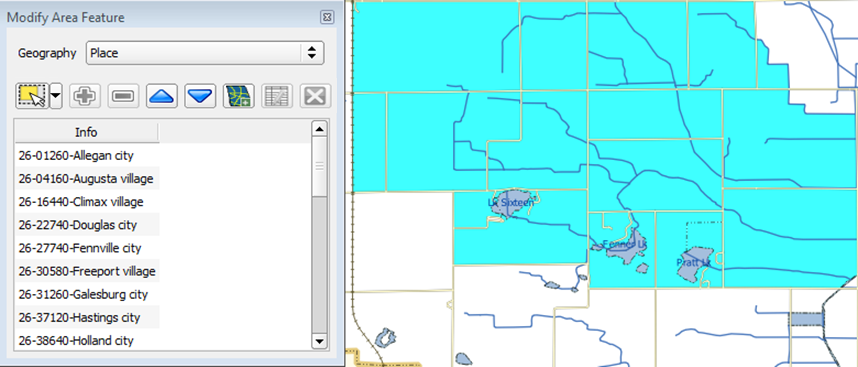 Modify Area Feature
Geography Place
Info
26-01260-Allegan city
26-04160-Augusta village
26-16440-Climax village
26-22740-Douglas city
26-27740-Fennville city
26-30580-Freeport village
26-31260-Galesburg city
26-37120-Hastings city
26-38640-Holland city
Lk Sixteen
Fenner Lk
Pratt Lk